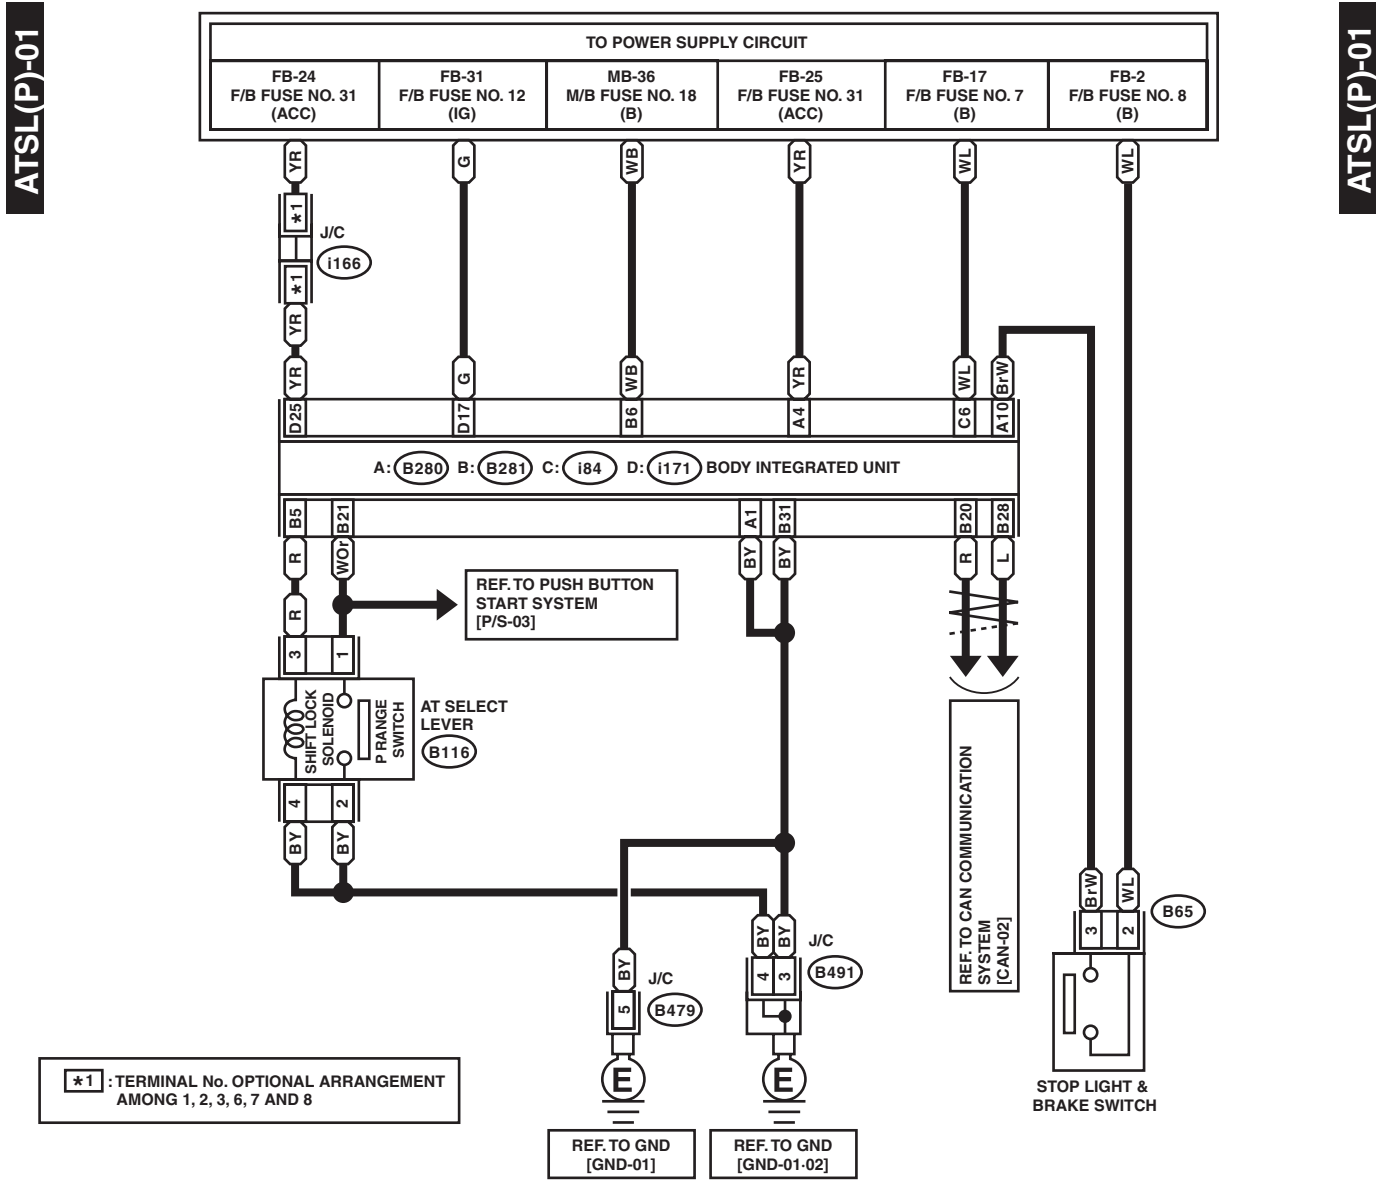 ATSL(P)-01
ATSL(P)-01
TO POWER SUPPLY CIRCUIT
FB-24
F/B FUSE NO. 31
(ACC)
FB-31
F/B FUSE NO. 12
(IG)
MB-36
M/B FUSE NO. 18
(B)
FB-25
F/B FUSE NO. 31
(ACC)
FB-17
F/B FUSE NO. 7
(B)
FB-2
F/B FUSE NO. 8
(B)
YR
G
WB
YR
WL
WL
*1
J/C
i166
*1
YR
YR
G
WB
YR
WL
BrW
D25
D17
B6
A4
C6
A10
A: B280 B: B281 C: i84 D: i171 BODY INTEGRATED UNIT
B5
B21
A1
B31
B20
B28
R
WOr
BY
BY
R
L
R
REF. TO PUSH BUTTON
START SYSTEM
[P/S-03]
3
1
SHIFT LOCK
SOLENOID
P RANGE
SWITCH
AT SELECT
LEVER
B116
4
2
BY
BY
REF. TO CAN COMMUNICATION
SYSTEM
[CAN-02]
BrW
WL
B65
3
2
BY
BY
J/C
B491
4
3
BY
J/C
B479
5
E
E
STOP LIGHT &
BRAKE SWITCH
*1 : TERMINAL No. OPTIONAL ARRANGEMENT
AMONG 1, 2, 3, 6, 7 AND 8
REF. TO GND
[GND-01]
REF. TO GND
[GND-01·02]